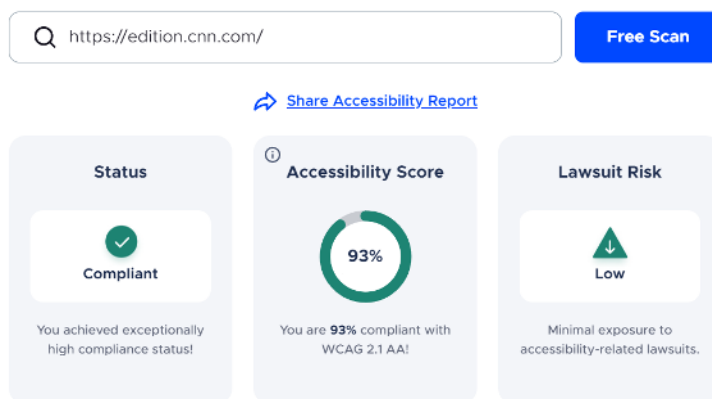 https://edition.cnn.com/
Free Scan
Share Accessibility Report
Status
Compliant
You achieved exceptionally
high compliance status!
Accessibility Score
93%
You are 93% compliant with
WCAG 2.1 AA!
Lawsuit Risk
Low
Minimal exposure to
accessibility-related lawsuits.